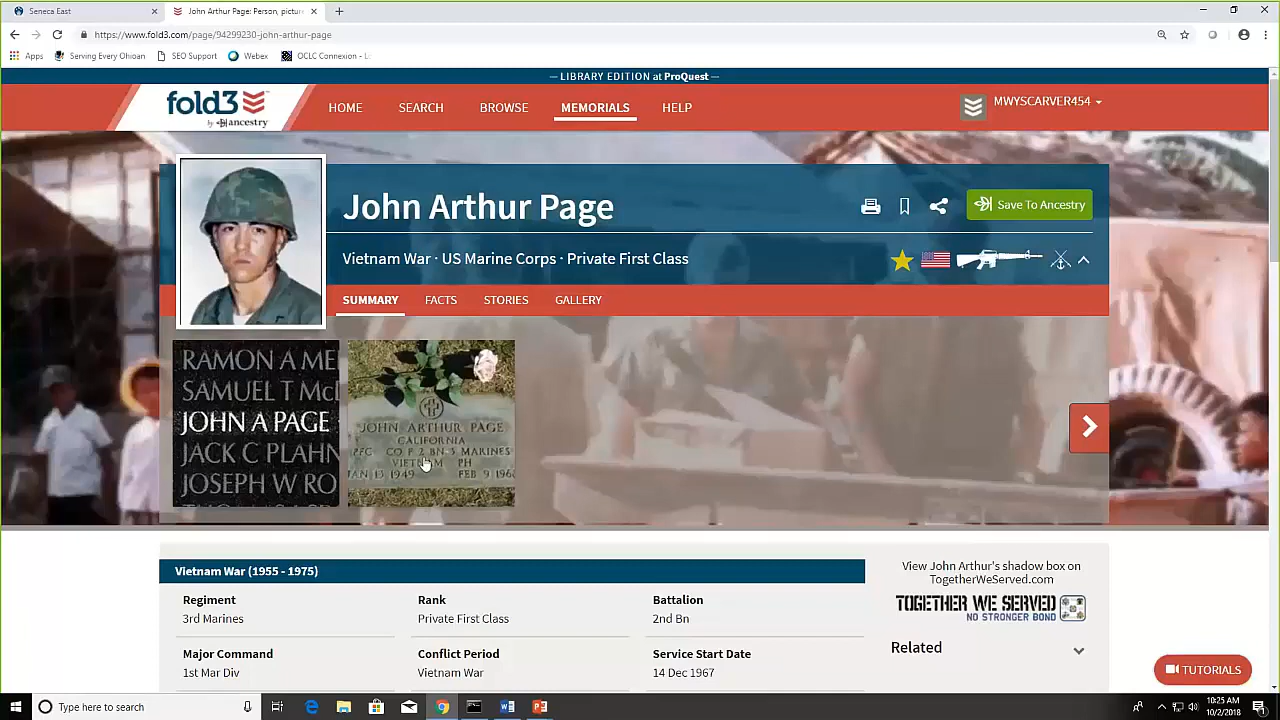 Seneca East
John Arthur Page: Person, pictur
https://www.fold3.com/page/94299230-john-arthur-page
Apps
Serving Every Ohioan
SEO Support
Webex
OCLC Connexion - Lo
— LIBRARY EDITION at ProQuest —
fold3
by ancestry
HOME
SEARCH
BROWSE
MEMORIALS
HELP
MWYSCARVER454
John Arthur Page
Save To Ancestry
Vietnam War · US Marine Corps · Private First Class
SUMMARY
FACTS
STORIES
GALLERY
RAMON A ME
SAMUEL T McD
JOHN A PAGE
JACK C PLAHN
JOSEPH W RO
JOHN ARTHUR PAGE
CALIFORNIA
PFC CO F 2 BN 3 MARINES
VIETNAM PH
JAN 13 1949 FEB 9 196
Vietnam War (1955 - 1975)
Regiment
3rd Marines
Rank
Private First Class
Battalion
2nd Bn
Major Command
1st Mar Div
Conflict Period
Vietnam War
Service Start Date
14 Dec 1967
View John Arthur's shadow box on
TogetherWeServed.com
TOGETHER WE SERVED
NO STRONGER BOND
Related
TUTORIALS
Type here to search
10:25 AM
10/2/2018